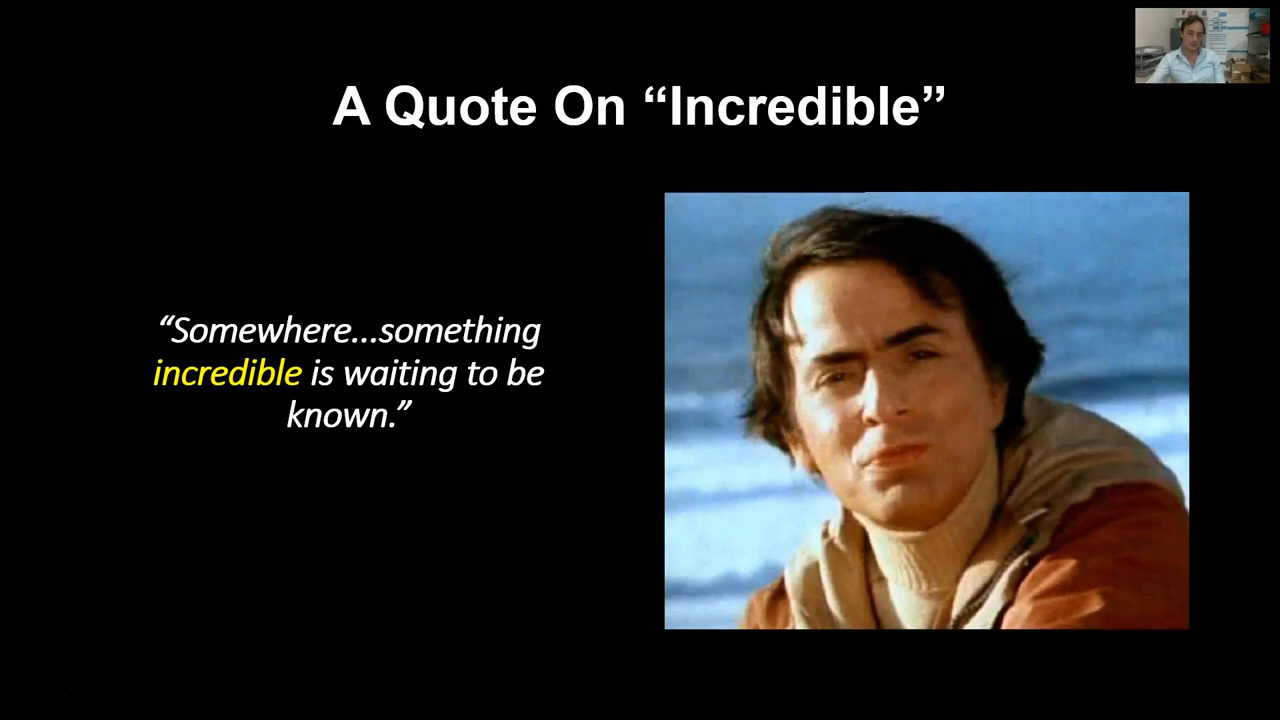 A Quote On “Incredible”
“Somewhere...something
incredible is waiting to be
known.”